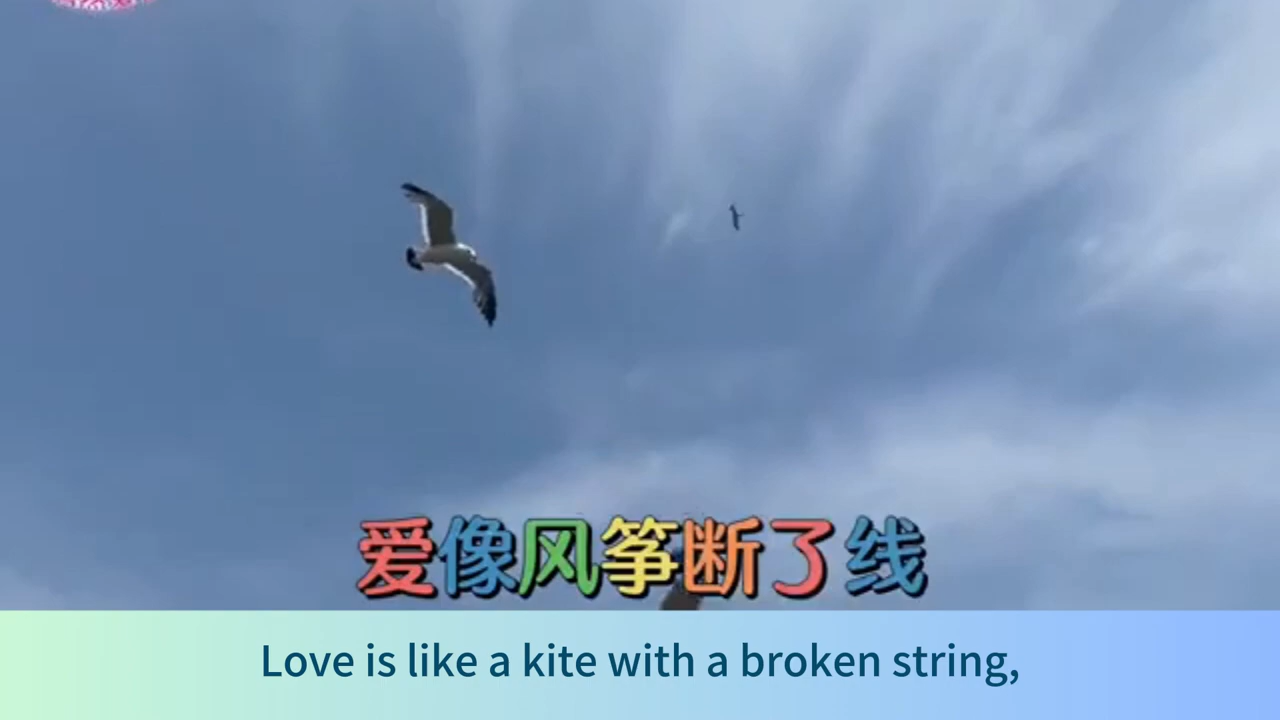 爱像风筝断了线
Love is like a kite with a broken string,